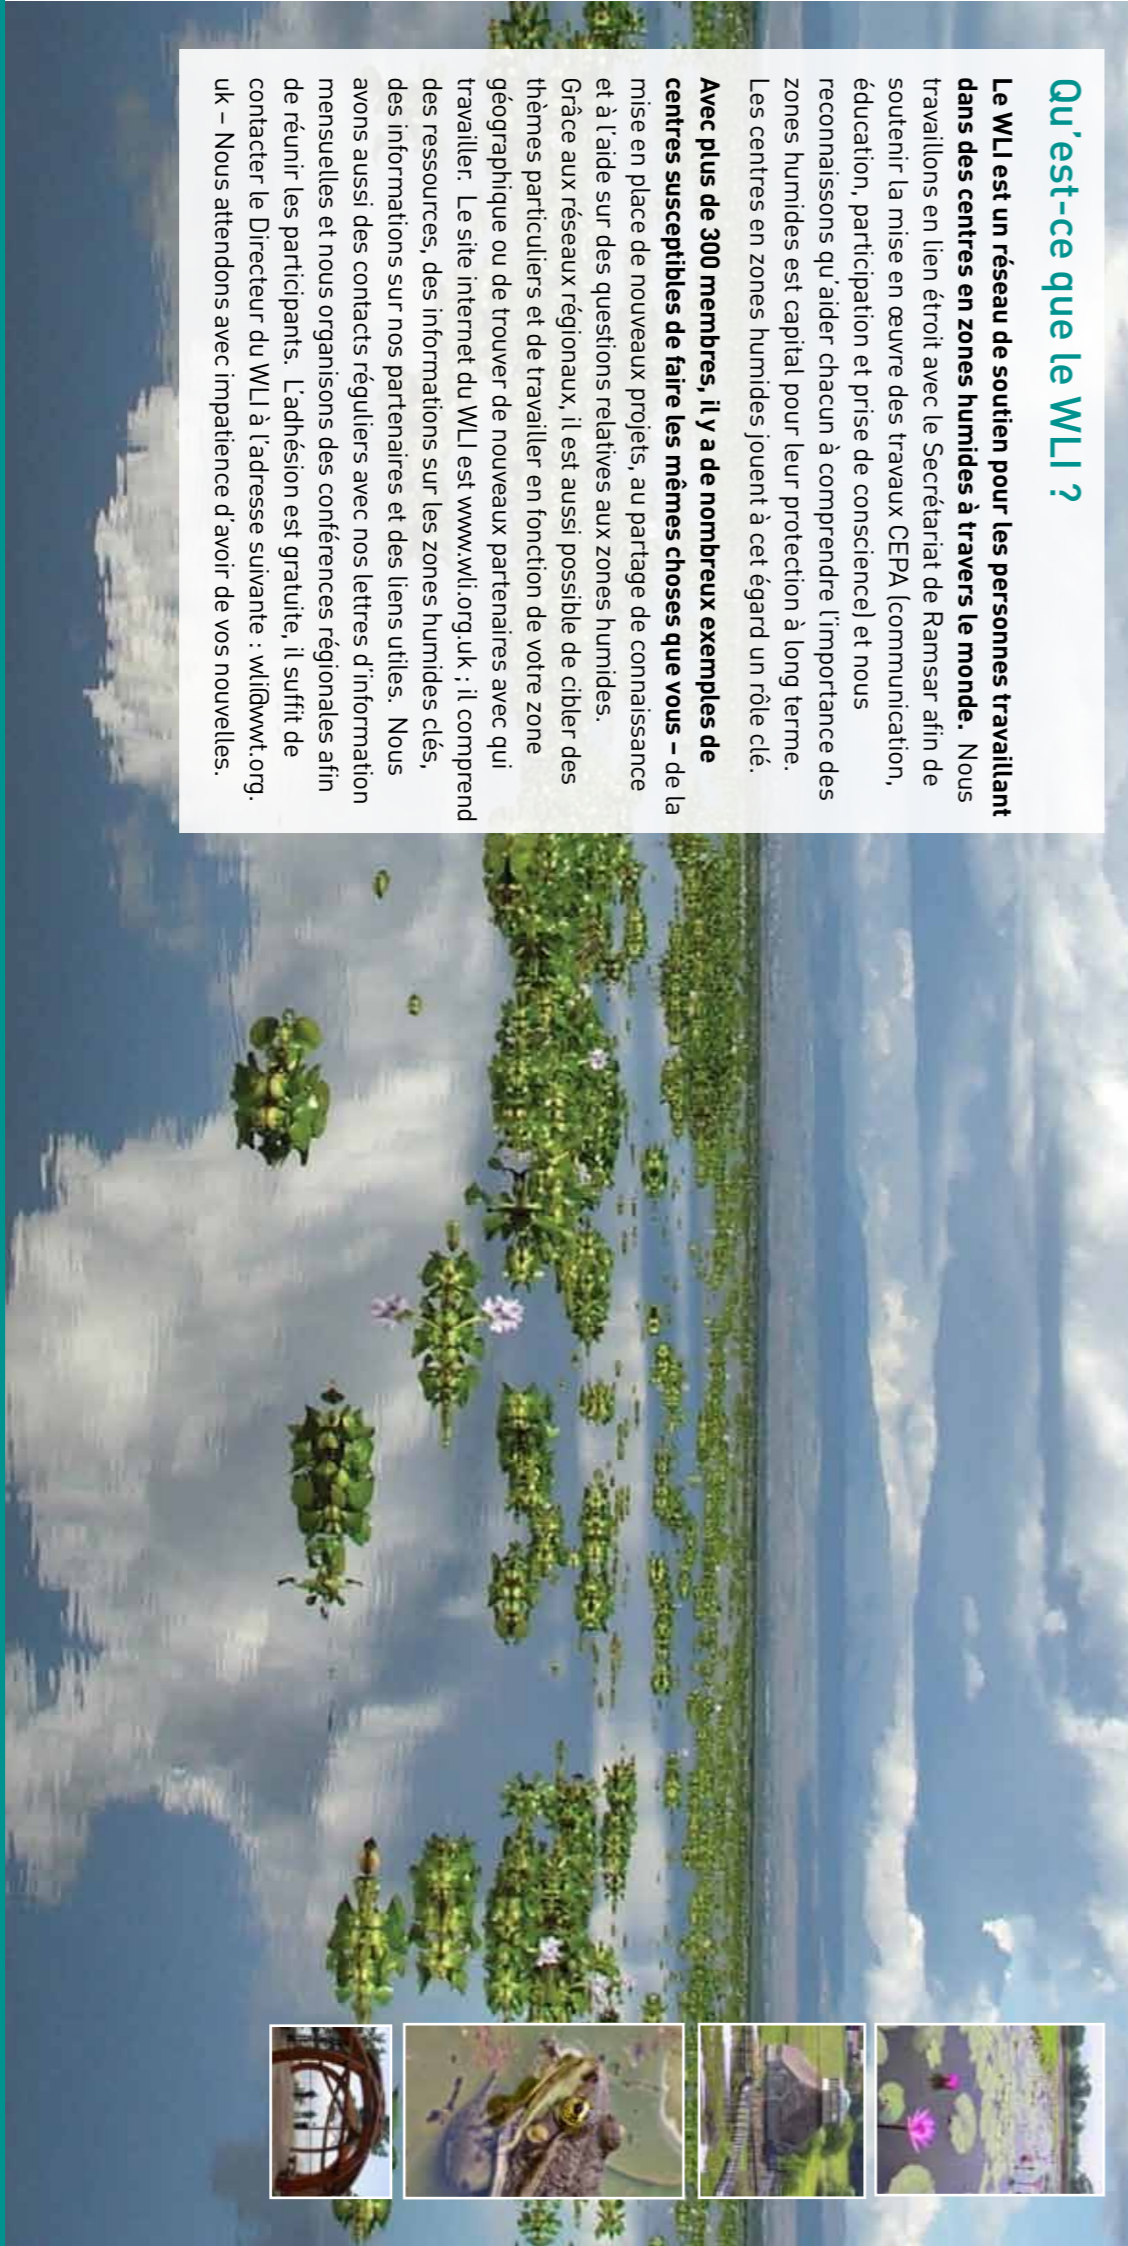 Qu'est-ce que le WLI ?
Le WLI est un réseau de soutien pour les personnes travaillant
dans des centres en zones humides à travers le monde. Nous
travaillons en lien étroit avec le Secrétariat de Ramsar afin de
soutenir la mise en œuvre des travaux CEPA (communication,
éducation, participation et prise de conscience) et nous
reconnaissons qu'aider chacun à comprendre l'importance des
zones humides est capital pour leur protection à long terme.
Les centres en zones humides jouent à cet égard un rôle clé.
Avec plus de 300 membres, il y a de nombreux exemples de
centres susceptibles de faire les mêmes choses que vous – de la
mise en place de nouveaux projets, au partage de connaissance
et à l'aide sur des questions relatives aux zones humides.
Grâce aux réseaux régionaux, il est aussi possible de cibler des
thèmes particuliers et de travailler en fonction de votre zone
géographique ou de trouver de nouveaux partenaires avec qui
travailler. Le site internet du WLI est www.wli.org.uk ; il comprend
des ressources, des informations sur les zones humides clés,
des informations sur nos partenaires et des liens utiles. Nous
avons aussi des contacts réguliers avec nos lettres d'information
mensuelles et nous organisons des conférences régionales afin
de réunir les participants. L'adhésion est gratuite, il suffit de
contacter le Directeur du WLI à l'adresse suivante : wli@wwt.org.
uk – Nous attendons avec impatience d'avoir de vos nouvelles.